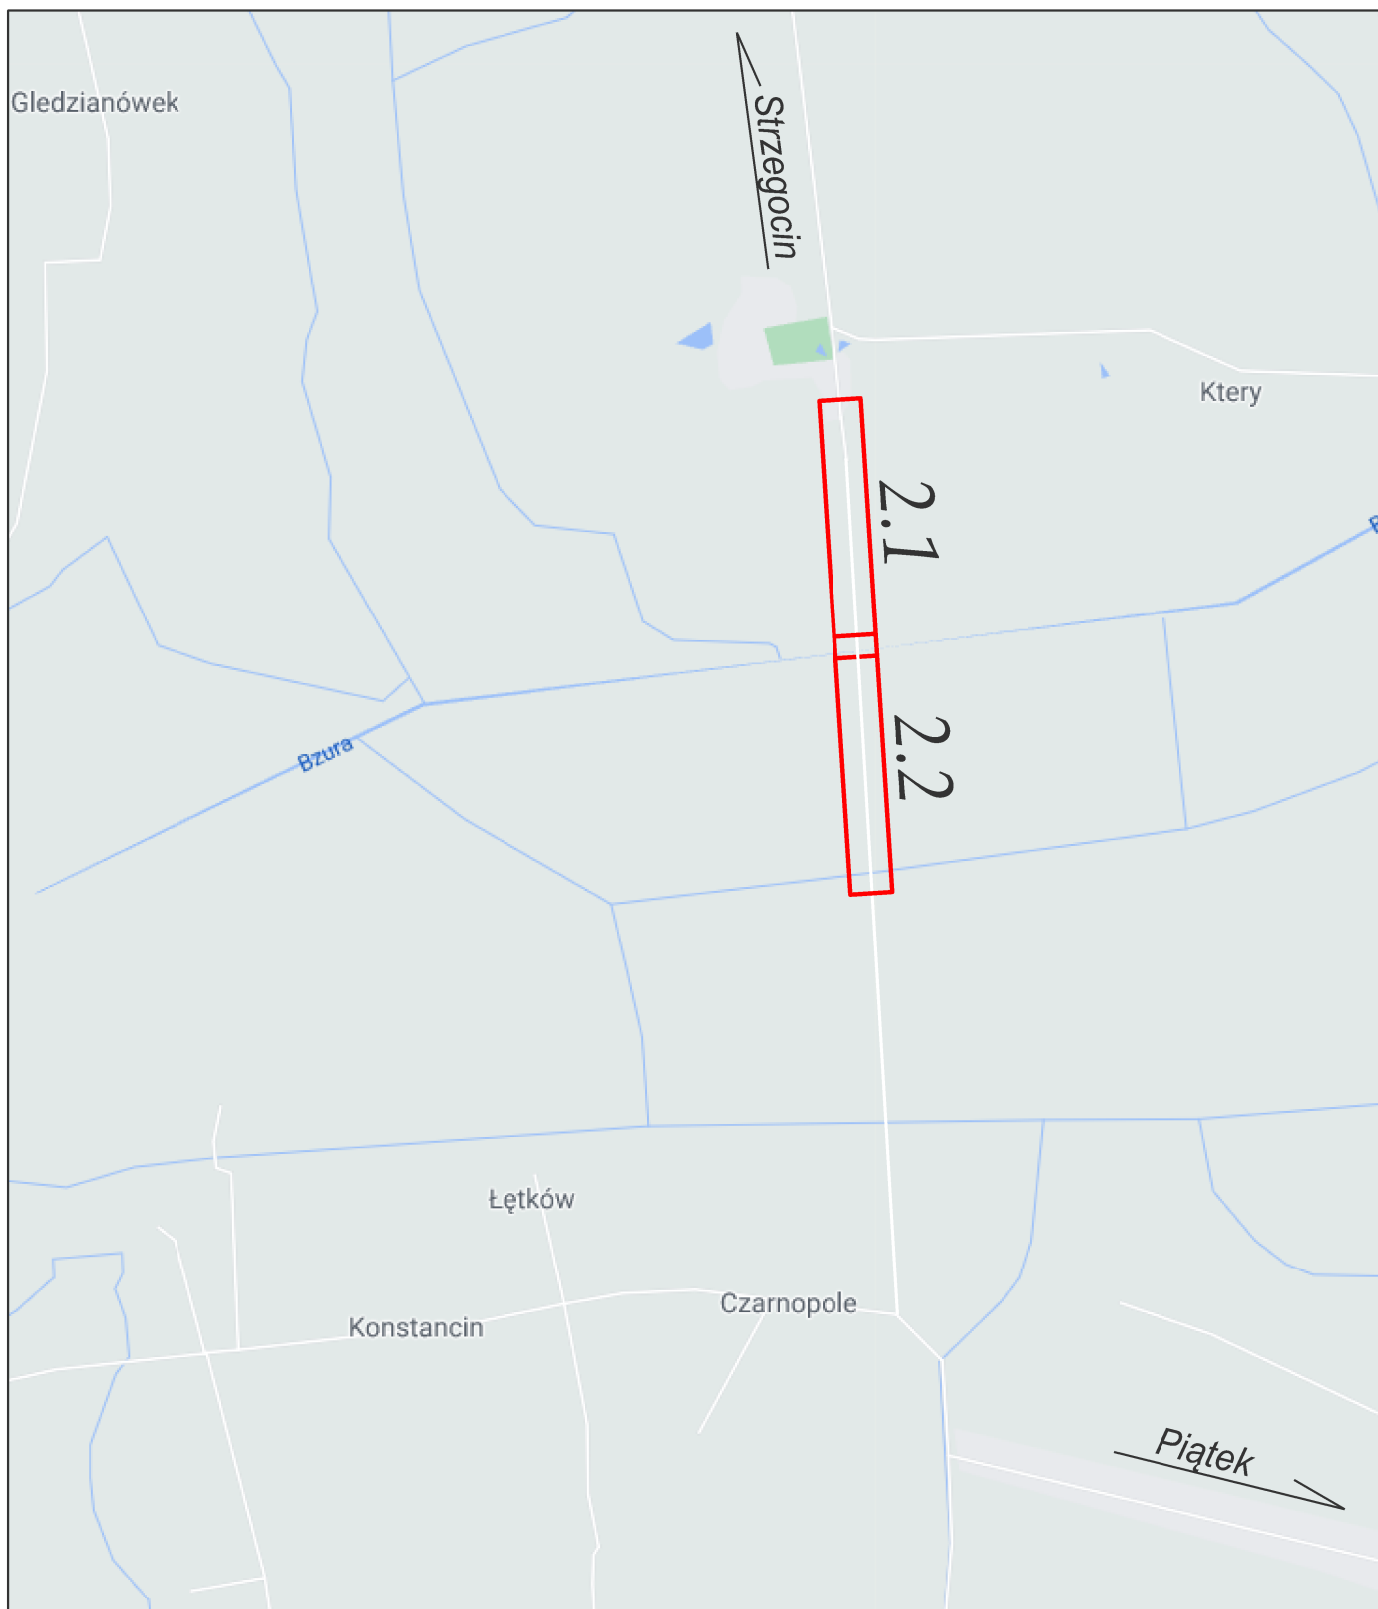 Gledzianówek
Strzegocin
Ktery
2.1
2.2
Bzura
Łętków
Czarnopole
Konstancin
Piątek